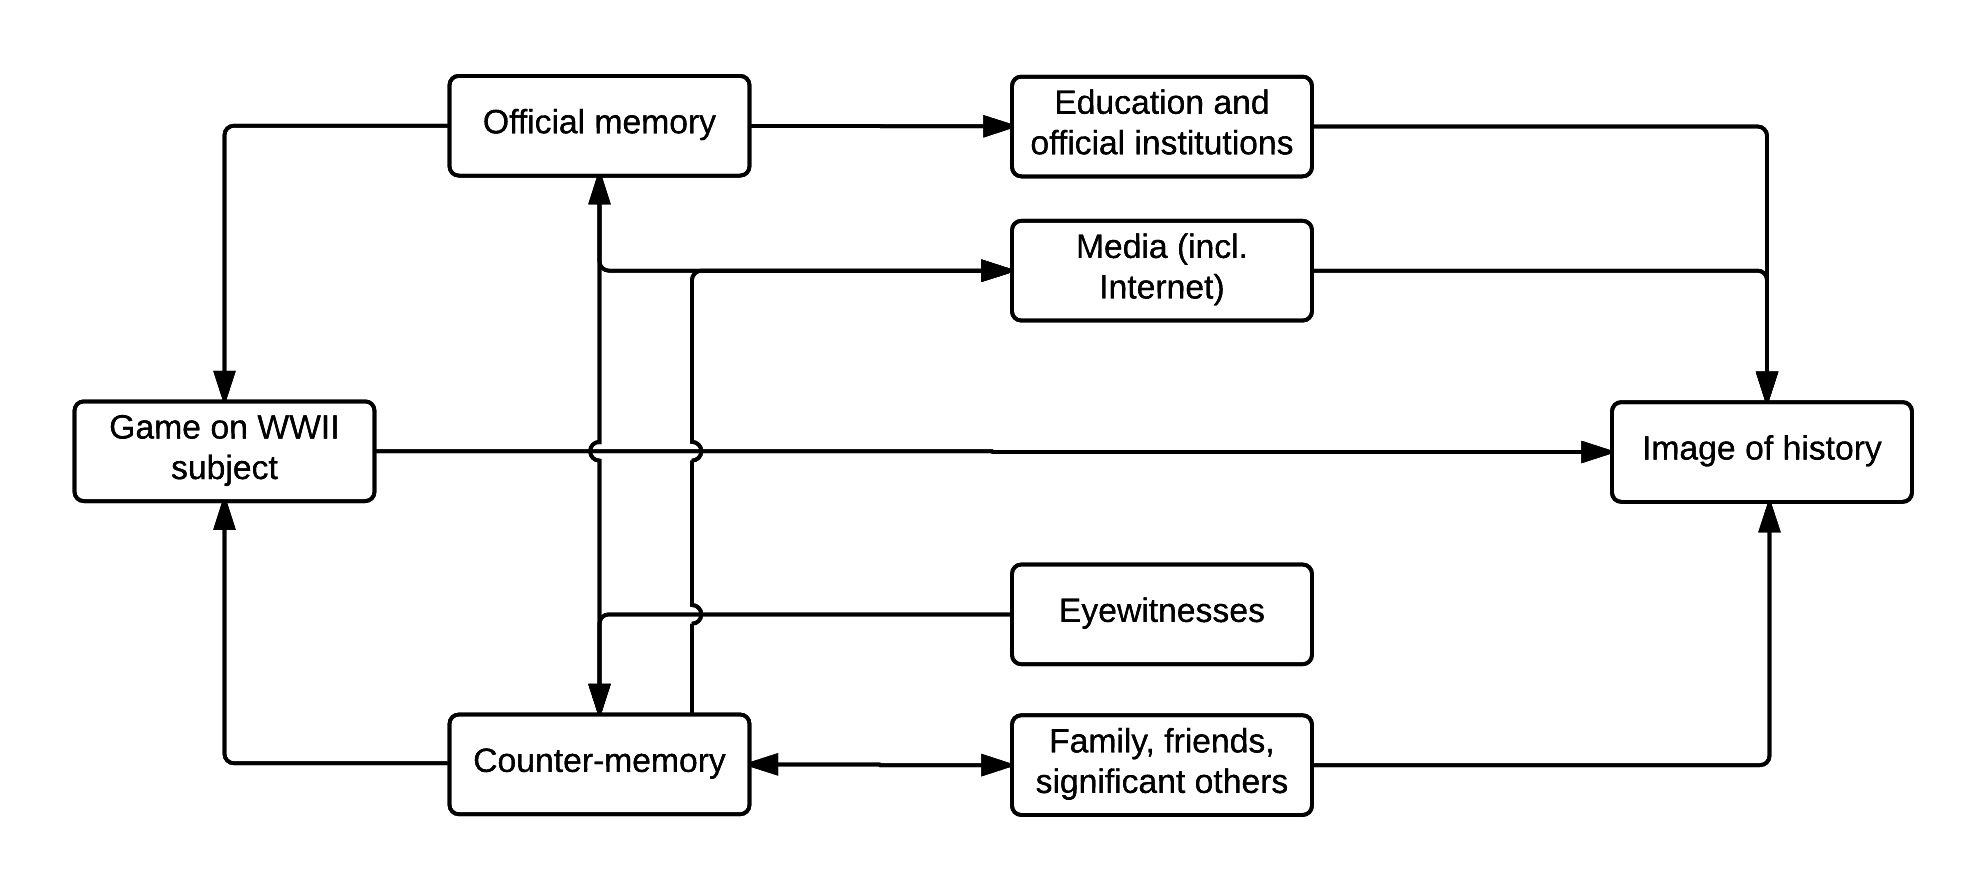 Official memory
Education and
official institutions
Media (incl.
Internet)
Game on WWII
subject
Image of history
Eyewitnesses
Counter-memory
Family, friends,
significant others